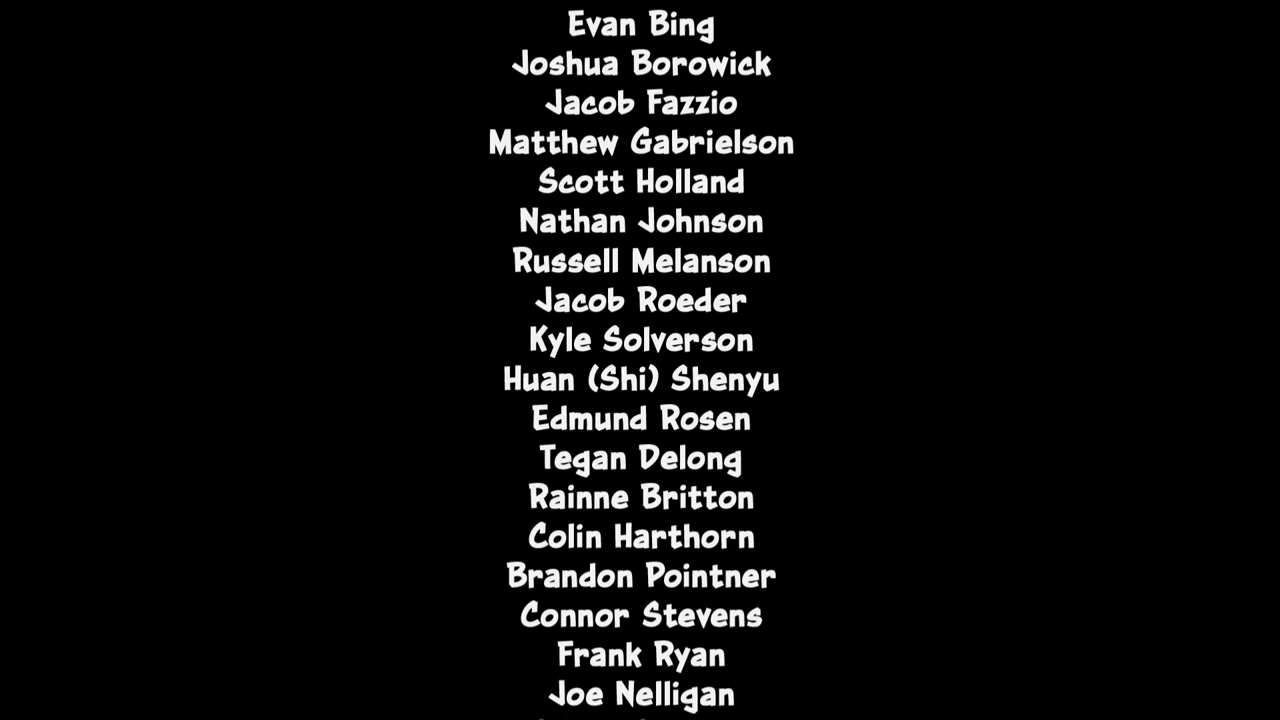 Evan Bing
Joshua Borowick
Jacob Fazzio
Matthew Gabrielson
Scott Holland
Nathan Johnson
Russell Melanson
Jacob Roeder
Kyle Solverson
Huan (Shi) Shenyu
Edmund Rosen
Tegan Delong
Rainne Britton
Colin Harthorn
Brandon Pointner
Connor Stevens
Frank Ryan
Joe Nelligan